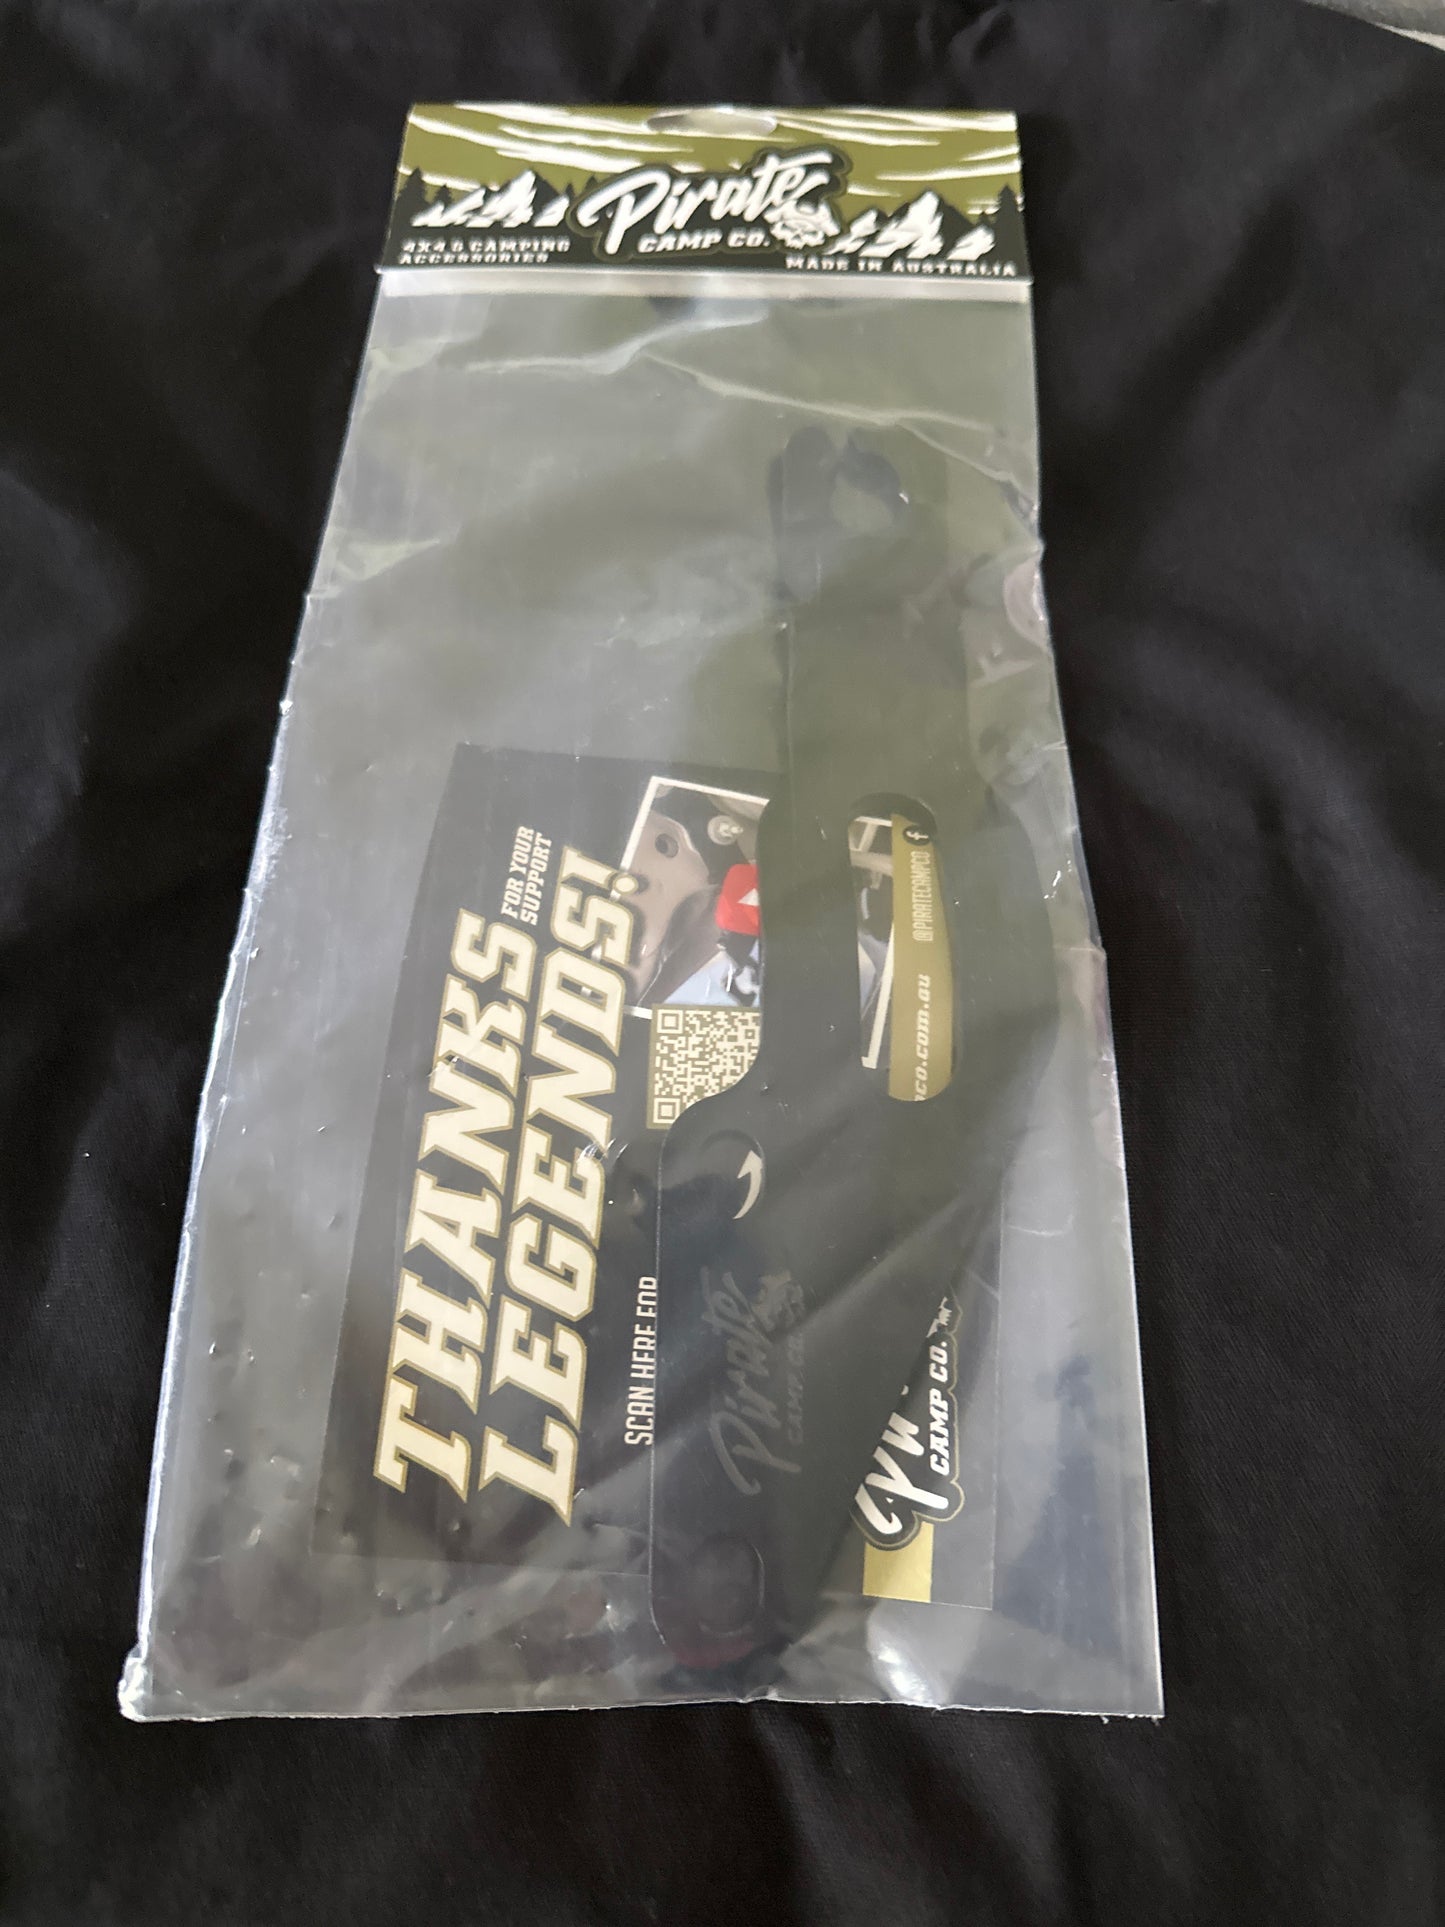 Pirate
CAMP CO.
4X4 & CAMPING
ACCESSORIES
MADE IN AUSTRALIA
THANKS
FOR YOUR
SUPPORT
LEGENDS!
SCAN HERE FOR
@PIRATECAMPCO
co.com.au
Pirate
CAMP CO.
CAMP CO.